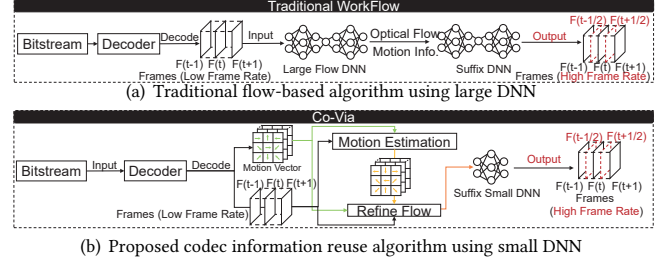 Traditional WorkFlow
Bitstream
Decoder
Decode
F(t-1) F(t) F(t+1)
Frames (Low Frame Rate)
Input
Large Flow DNN
Optical Flow
Motion Info.
Suffix DNN
Output
F(t-1/2) F(t+1/2)
F(t-1) F(t) F(t+1)
Frames (High Frame Rate)
(a) Traditional flow-based algorithm using large DNN
Co-Via
Bitstream
Input
Decoder
Decode
Motion Vector
F(t-1) F(t) F(t+1)
Frames (Low Frame Rate)
Motion Estimation
Refine Flow
Suffix Small DNN
Output
F(t-1/2) F(t+1/2)
F(t-1) F(t) F(t+1)
Frames
(High Frame Rate)
(b) Proposed codec information reuse algorithm using small DNN